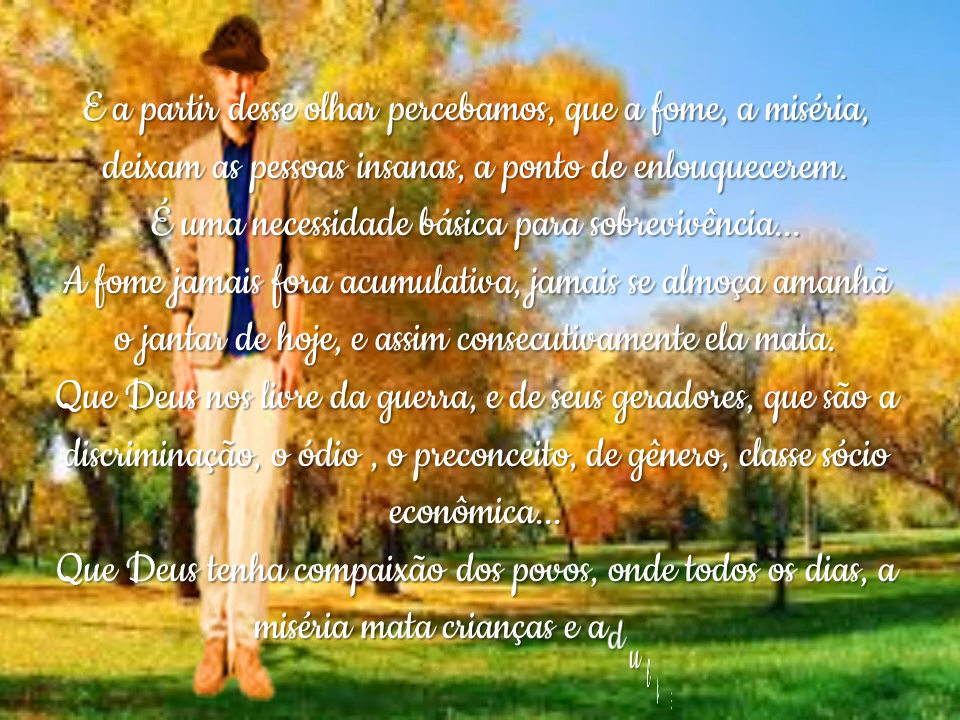 E a partir desse olhar percebamos, que a fome, a miséria,
deixam as pessoas insanas, a ponto de enlouquecerem.
É uma necessidade básica para sobrevivência...
A fome jamais fora acumulativa, jamais se almoça amanhã
o jantar de hoje, e assim consecutivamente ela mata.
Que Deus nos livre da guerra, e de seus geradores, que são a
discriminação, o ódio , o preconceito, de gênero, classe sócio
econômica...
Que Deus tenha compaixão dos povos, onde todos os dias, a
miséria mata crianças e